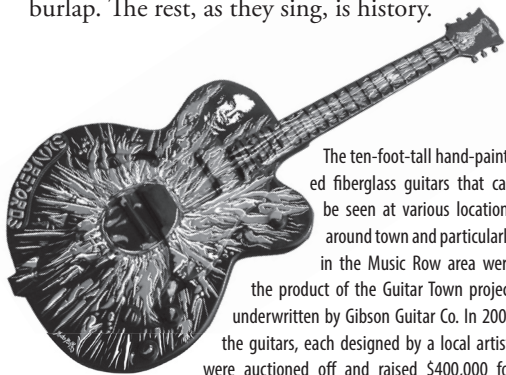 burlap. The rest, as they sing, is history.
SUN RECORDS
The ten-foot-tall hand-paint
ed fiberglass guitars that ca
be seen at various location
around town and particularl
in the Music Row area wer
the product of the Guitar Town projec
underwritten by Gibson Guitar Co. In 200
the guitars, each designed by a local artis
were auctioned off and raised $400,000 fo